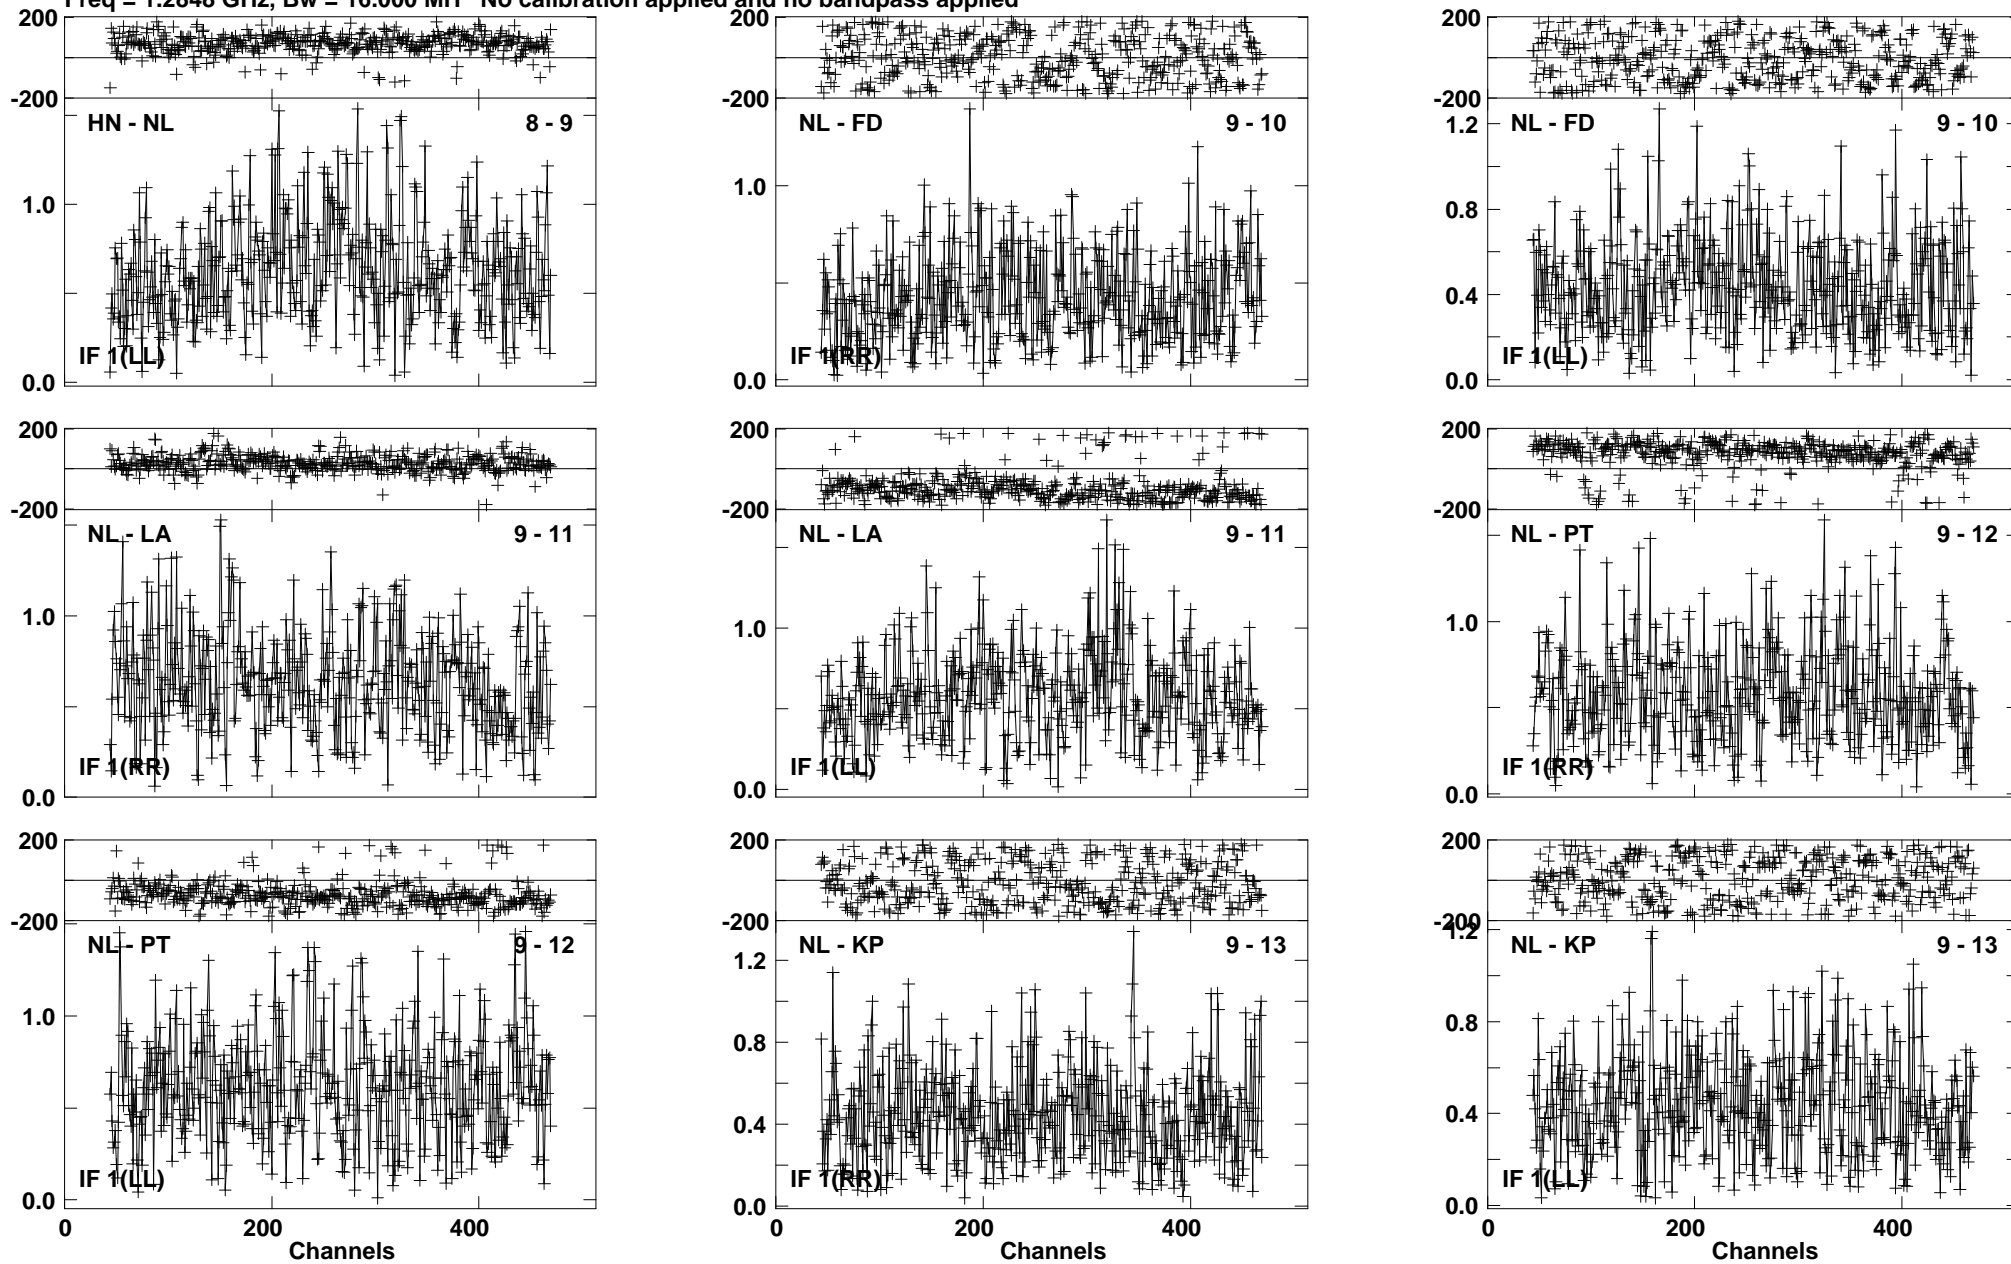 Freq = 1.2848 GHz, Bw = 16.000 MH No calibration applied and no bandpass applied
200 200 200
-200 -200 -200
HN - NL 8 - 9 NL - FD 9 - 10 NL - FD 9 - 10
1.2
1.0 1.0
0.8
0.4
IF 1(LL) IF 1(RR) IF 1(LL)
0.0 0.0 0.0
200 200 200
-200 -200 -200
NL - LA 9 - 11 NL - LA 9 - 11 NL - PT 9 - 12
1.0 1.0 1.0
IF 1(RR) IF 1(LL) IF 1(RR)
0.0 0.0 0.0
200 200 200
-200 -200 -200
NL - PT 9 - 12 NL - KP 9 - 13 NL - KP 9 - 13
1.2 1.2
1.0 0.8 0.8
0.4 0.4
IF 1(LL) IF 1(RR) IF 1(LL)
0.0 0.0 0.0
0 200 400 200 400 0 200 400
Channels Channels